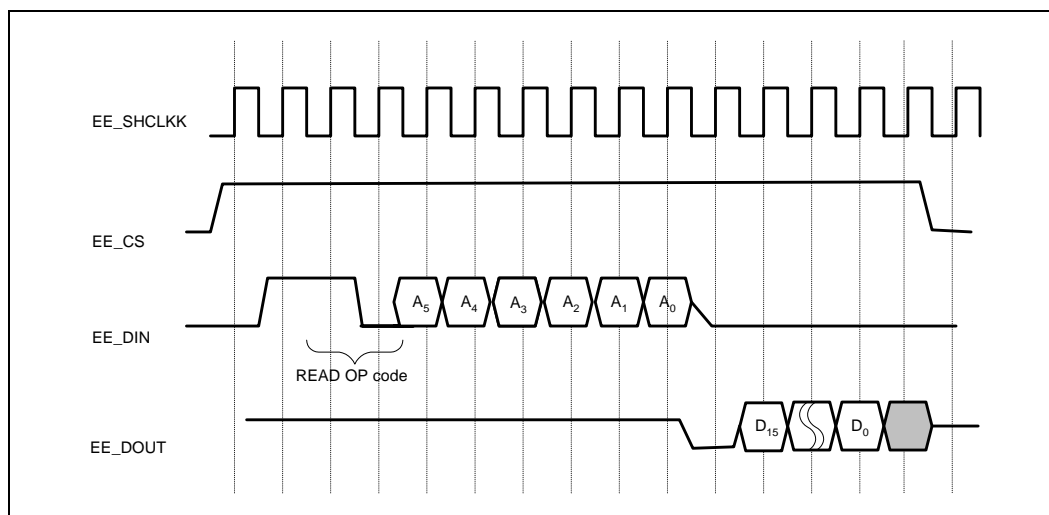 EE_SHCLKK
EE_CS
EE_DIN
A5 A4 A3 A2 A1 A0
READ OP code
EE_DOUT
D15 D0